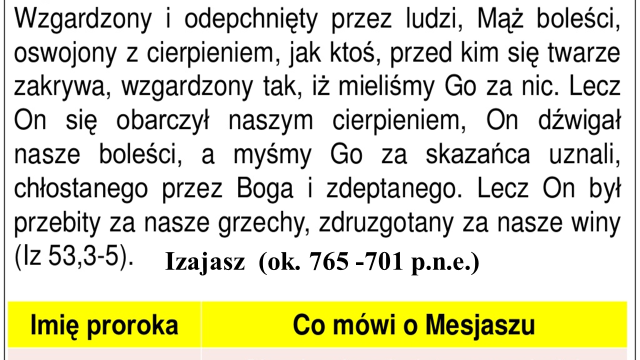 Wzgardzony i odepchnięty przez ludzi, Mąż boleści,
oswojony z cierpieniem, jak ktoś, przed kim się twarze
zakrywa, wzgardzony tak, iż mieliśmy Go za nic. Lecz
On się obarczył naszym cierpieniem, On dźwigał
nasze boleści, a myśmy Go za skazańca uznali,
chłostanego przez Boga i zdeptanego. Lecz On był
przebity za nasze grzechy, zdruzgotany za nasze winy
(Iz 53,3-5). Izajasz (ok. 765 -701 p.n.e.)
Imię proroka Co mówi o Mesjaszu